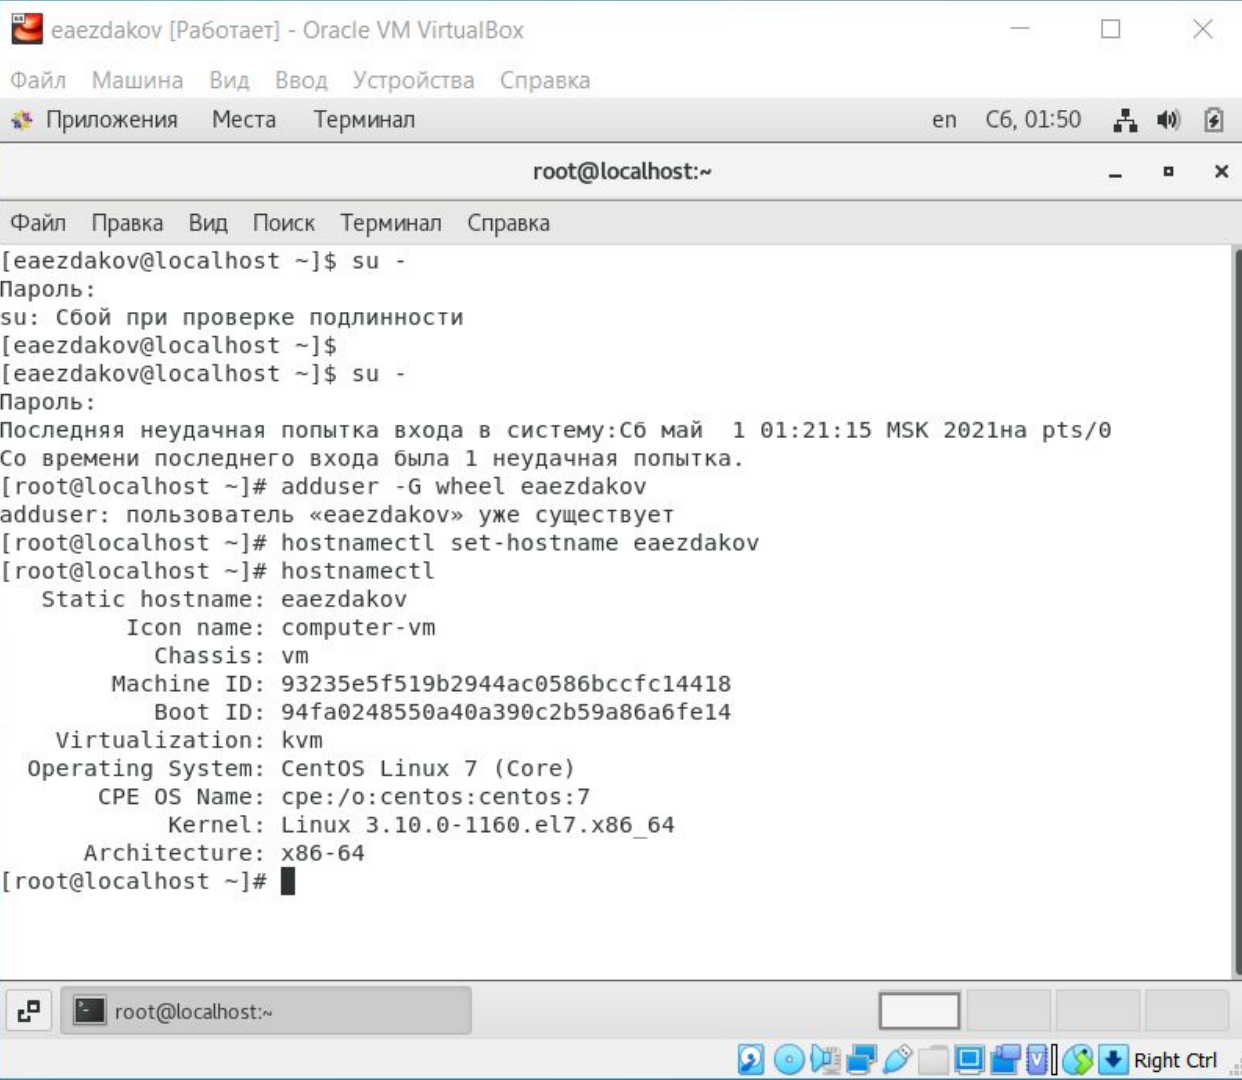 eaezdakov [Работает] - Oracle VM VirtualBox
Файл Машина Вид Ввод Устройства Справка
Приложения Места Терминал en Сб, 01:50
root@localhost:~
Файл Правка Вид Поиск Терминал Справка
[eaezdakov@localhost ~]$ su -
Пароль:
su: Сбой при проверке подлинности
[eaezdakov@localhost ~]$
[eaezdakov@localhost ~]$ su -
Пароль:
Последняя неудачная попытка входа в систему:Сб май  1 01:21:15 MSK 2021на pts/0
Со времени последнего входа была 1 неудачная попытка.
[root@localhost ~]# adduser -G wheel eaezdakov
adduser: пользователь «eaezdakov» уже существует
[root@localhost ~]# hostnamectl set-hostname eaezdakov
[root@localhost ~]# hostnamectl
Static hostname: eaezdakov
Icon name: computer-vm
Chassis: vm
Machine ID: 93235e5f519b2944ac0586bccfc14418
Boot ID: 94fa0248550a40a390c2b59a86a6fe14
Virtualization: kvm
Operating System: CentOS Linux 7 (Core)
CPE OS Name: cpe:/o:centos:centos:7
Kernel: Linux 3.10.0-1160.el7.x86_64
Architecture: x86-64
[root@localhost ~]#
root@localhost:~
Right Ctrl